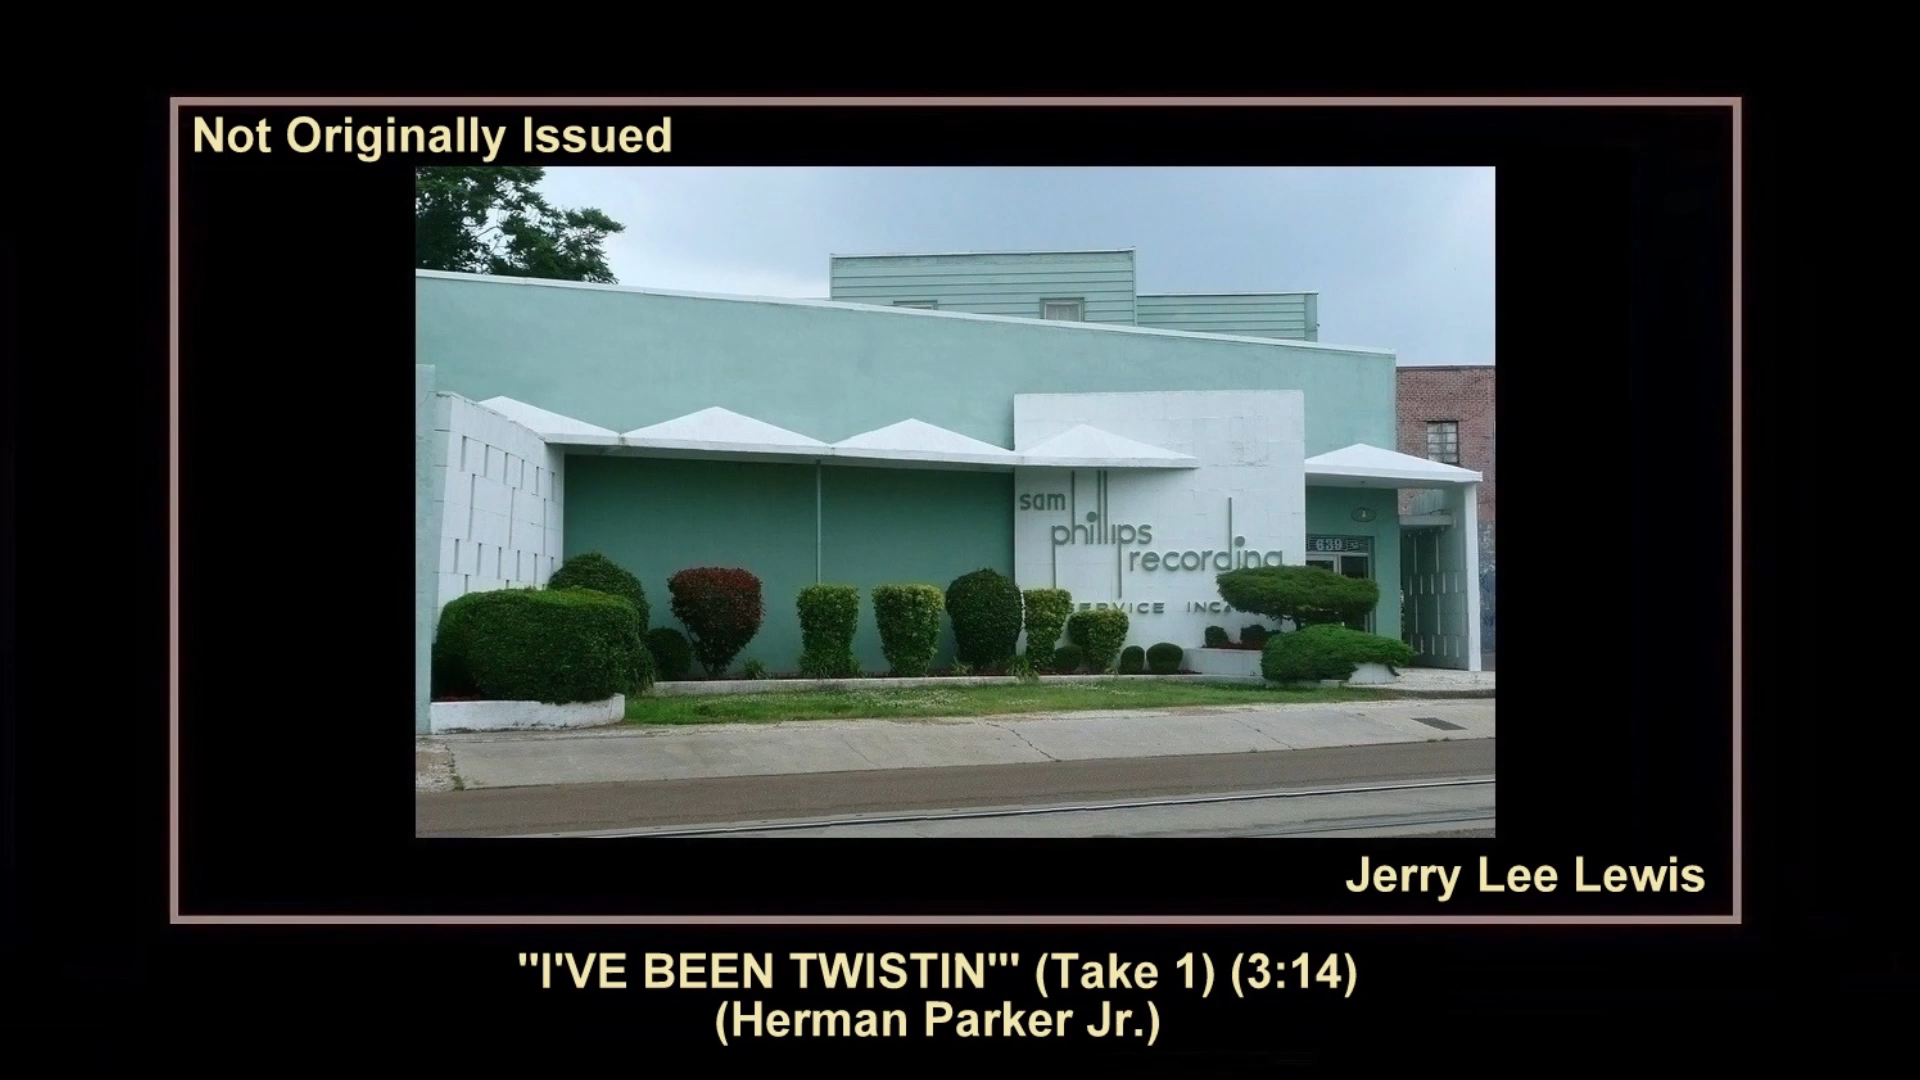 Not Originally Issued
sam
phillips
recording
639
SERVICE INC.
Jerry Lee Lewis
"I'VE BEEN TWISTIN'" (Take 1) (3:14)
(Herman Parker Jr.)